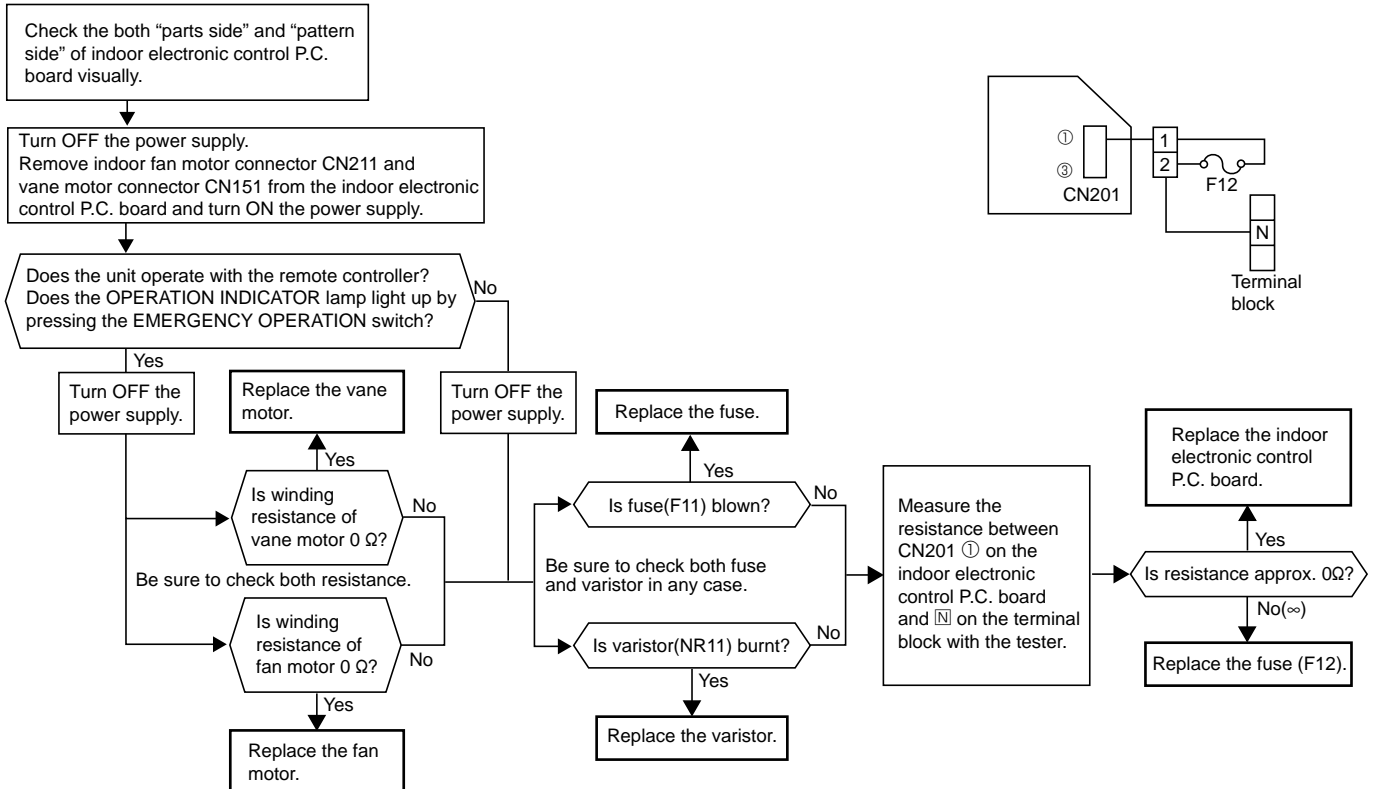 Check the both “parts side” and “pattern
side” of indoor electronic control P.C.
board visually.
Turn OFF the power supply.
Remove indoor fan motor connector CN211 and
vane motor connector CN151 from the indoor electronic
control P.C. board and turn ON the power supply.
Does the unit operate with the remote controller?
Does the OPERATION INDICATOR lamp light up by
pressing the EMERGENCY OPERATION switch?
No
Yes
Turn OFF the
power supply.
Replace the vane
motor.
Yes
Is winding
resistance of
vane motor 0 Ω?
No
Be sure to check both resistance.
Is winding
resistance of
fan motor 0 Ω?
No
Yes
Replace the fan
motor.
Turn OFF the
power supply.
Replace the fuse.
Yes
Is fuse(F11) blown?
No
Be sure to check both fuse
and varistor in any case.
Is varistor(NR11) burnt?
No
Yes
Replace the varistor.
Measure the
resistance between
CN201 ① on the
indoor electronic
control P.C. board
and 🄽 on the terminal
block with the tester.
Replace the indoor
electronic control
P.C. board.
Yes
Is resistance approx. 0Ω?
No(∞)
Replace the fuse (F12).
①
③
CN201
1
2
F12
N
Terminal
block